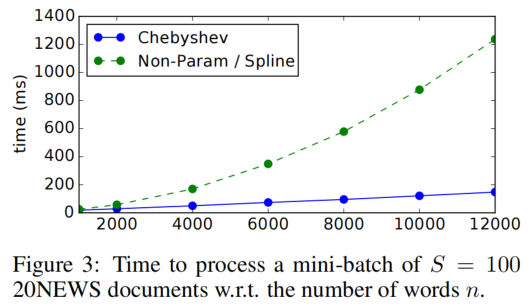 1400
1200
1000
800
600
400
200
0
time (ms)
Chebyshev
Non-Param / Spline
2000 4000 6000 8000 10000 12000
Figure 3: Time to process a mini-batch of S = 100
20NEWS documents w.r.t. the number of words n.